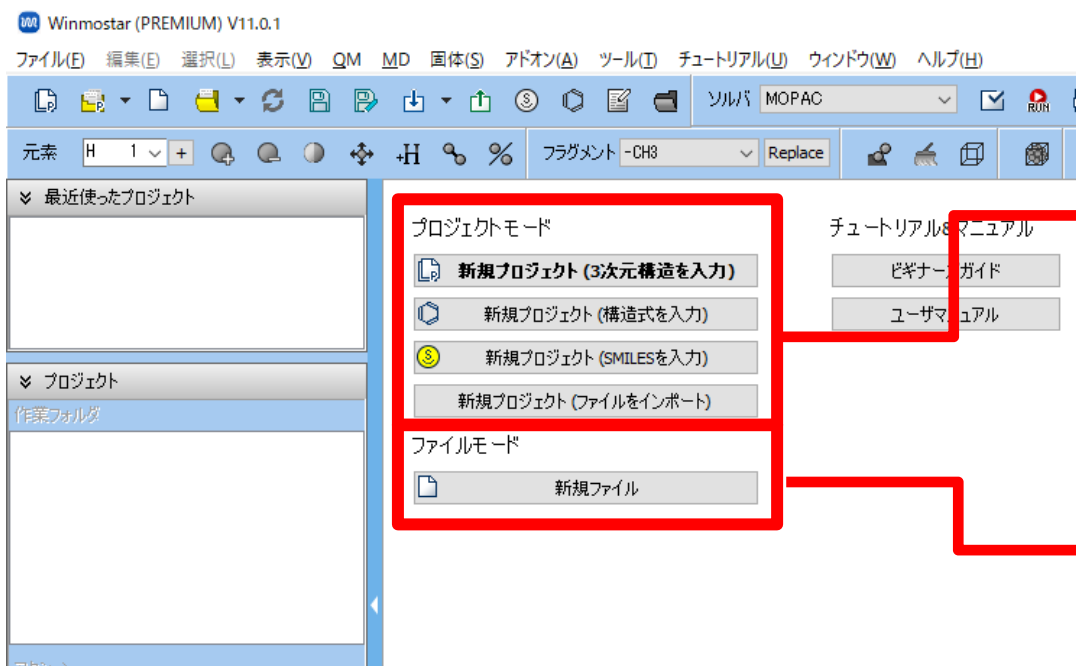 Winmostar (PREMIUM) V11.0.1
ファイル(F) 編集(E) 選択(L) 表示(V) QM MD 固体(S) アドオン(A) ツール(T) チュートリアル(U) ウィンドウ(W) ヘルプ(H)
ソルバ MOPAC RUN
元素 H 1 + +H フラグメント -CH3 Replace
最近使ったプロジェクト
プロジェクトモード
新規プロジェクト (3次元構造を入力)
新規プロジェクト (構造式を入力)
新規プロジェクト (SMILESを入力)
新規プロジェクト (ファイルをインポート)
ファイルモード
新規ファイル
チュートリアル&マニュアル
ビギナーズガイド
ユーザマニュアル
プロジェクト
作業フォルダ